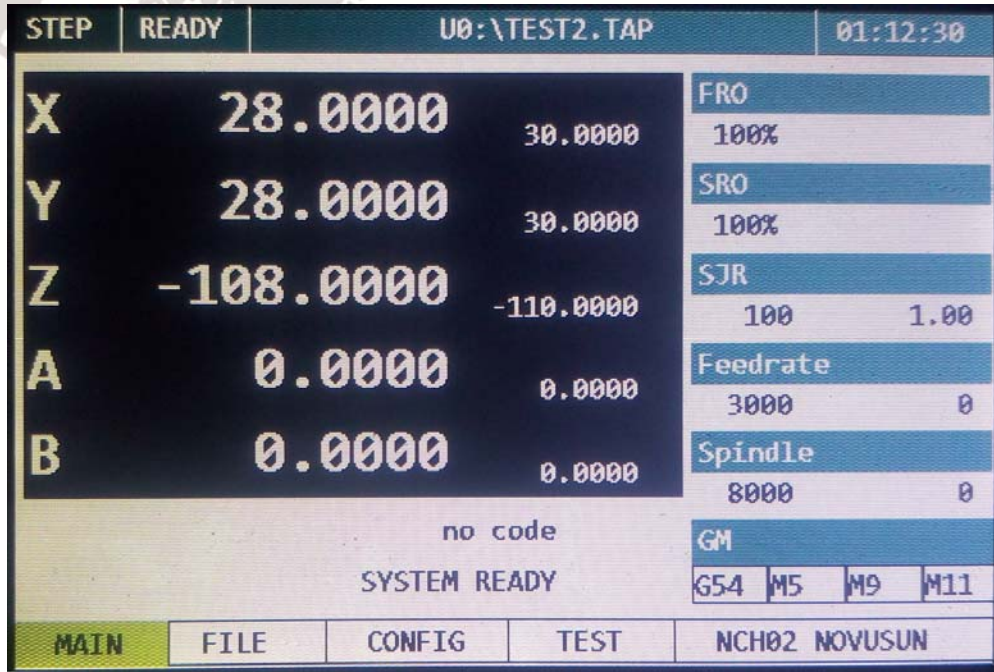 STEP READY U0:\TEST2.TAP 01:12:30
X 28.0000 30.0000
Y 28.0000 30.0000
Z -108.0000 -110.0000
A 0.0000 0.0000
B 0.0000 0.0000
no code
SYSTEM READY
FRO
100%
SRO
100%
SJR
100 1.00
Feedrate
3000 0
Spindle
8000 0
GM
G54 M5 M9 M11
MAIN FILE CONFIG TEST NCH02 NOVUSUN